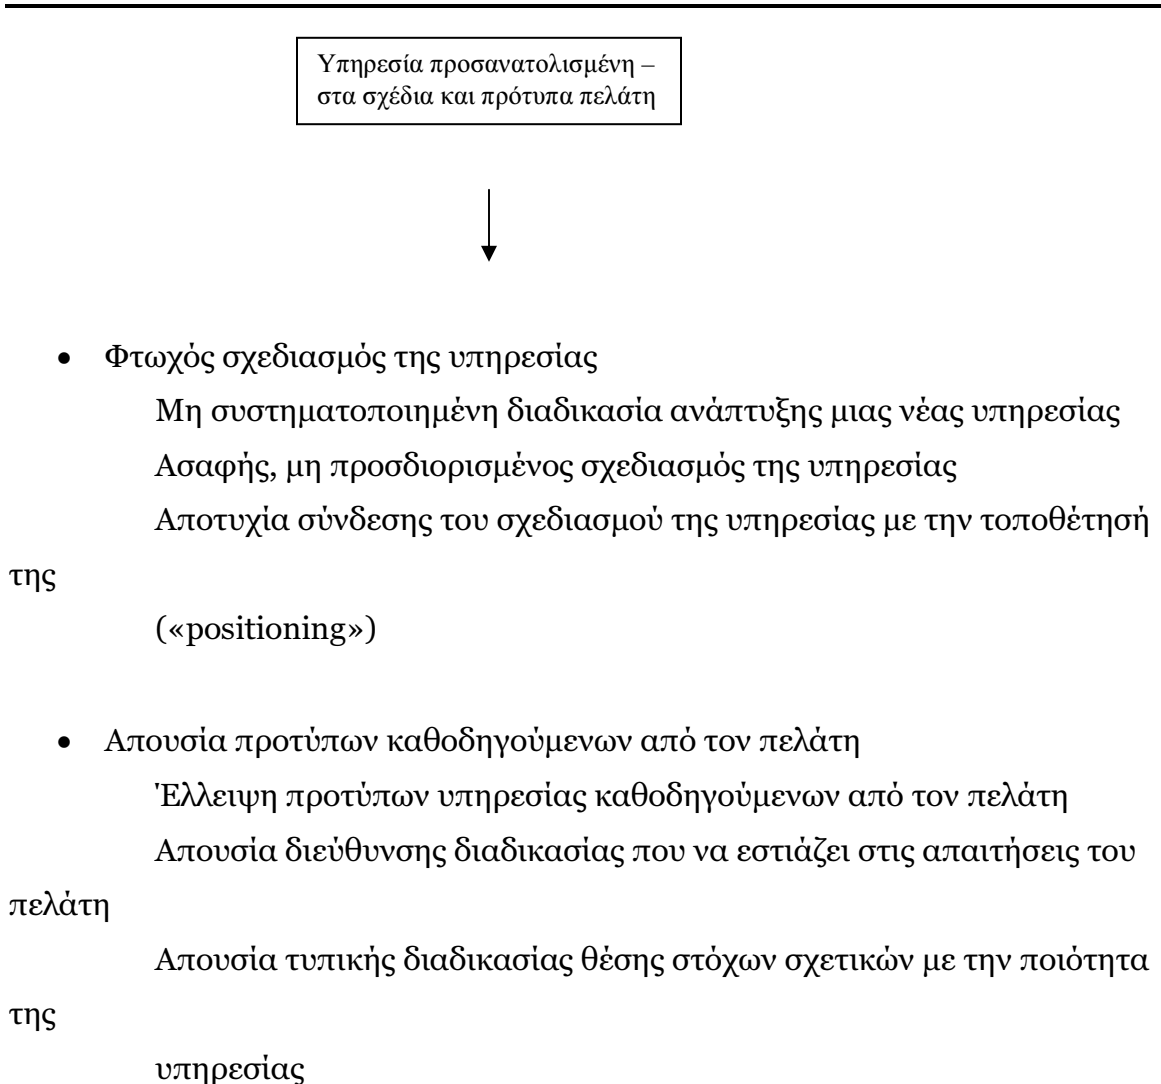 Υπηρεσία προσανατολισμένη –
στα σχέδια και πρότυπα πελάτη
• Φτωχός σχεδιασμός της υπηρεσίας
Μη συστηματοποιημένη διαδικασία ανάπτυξης μιας νέας υπηρεσίας
Ασαφής, μη προσδιορισμένος σχεδιασμός της υπηρεσίας
Αποτυχία σύνδεσης του σχεδιασμού της υπηρεσίας με την τοποθέτησή
της
(«positioning»)
• Απουσία προτύπων καθοδηγούμενων από τον πελάτη
Έλλειψη προτύπων υπηρεσίας καθοδηγούμενων από τον πελάτη
Απουσία διεύθυνσης διαδικασίας που να εστιάζει στις απαιτήσεις του
πελάτη
Απουσία τυπικής διαδικασίας θέσης στόχων σχετικών με την ποιότητα
της
υπηρεσίας